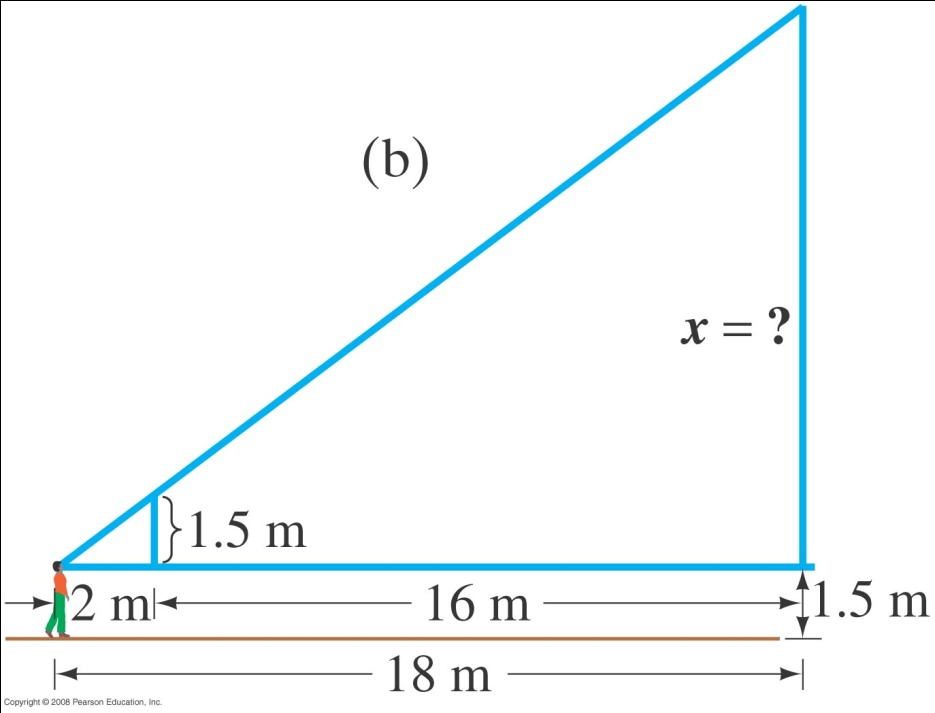 (b)
x = ?
1.5 m
2 m
16 m
1.5 m
18 m
Copyright © 2008 Pearson Education, Inc.